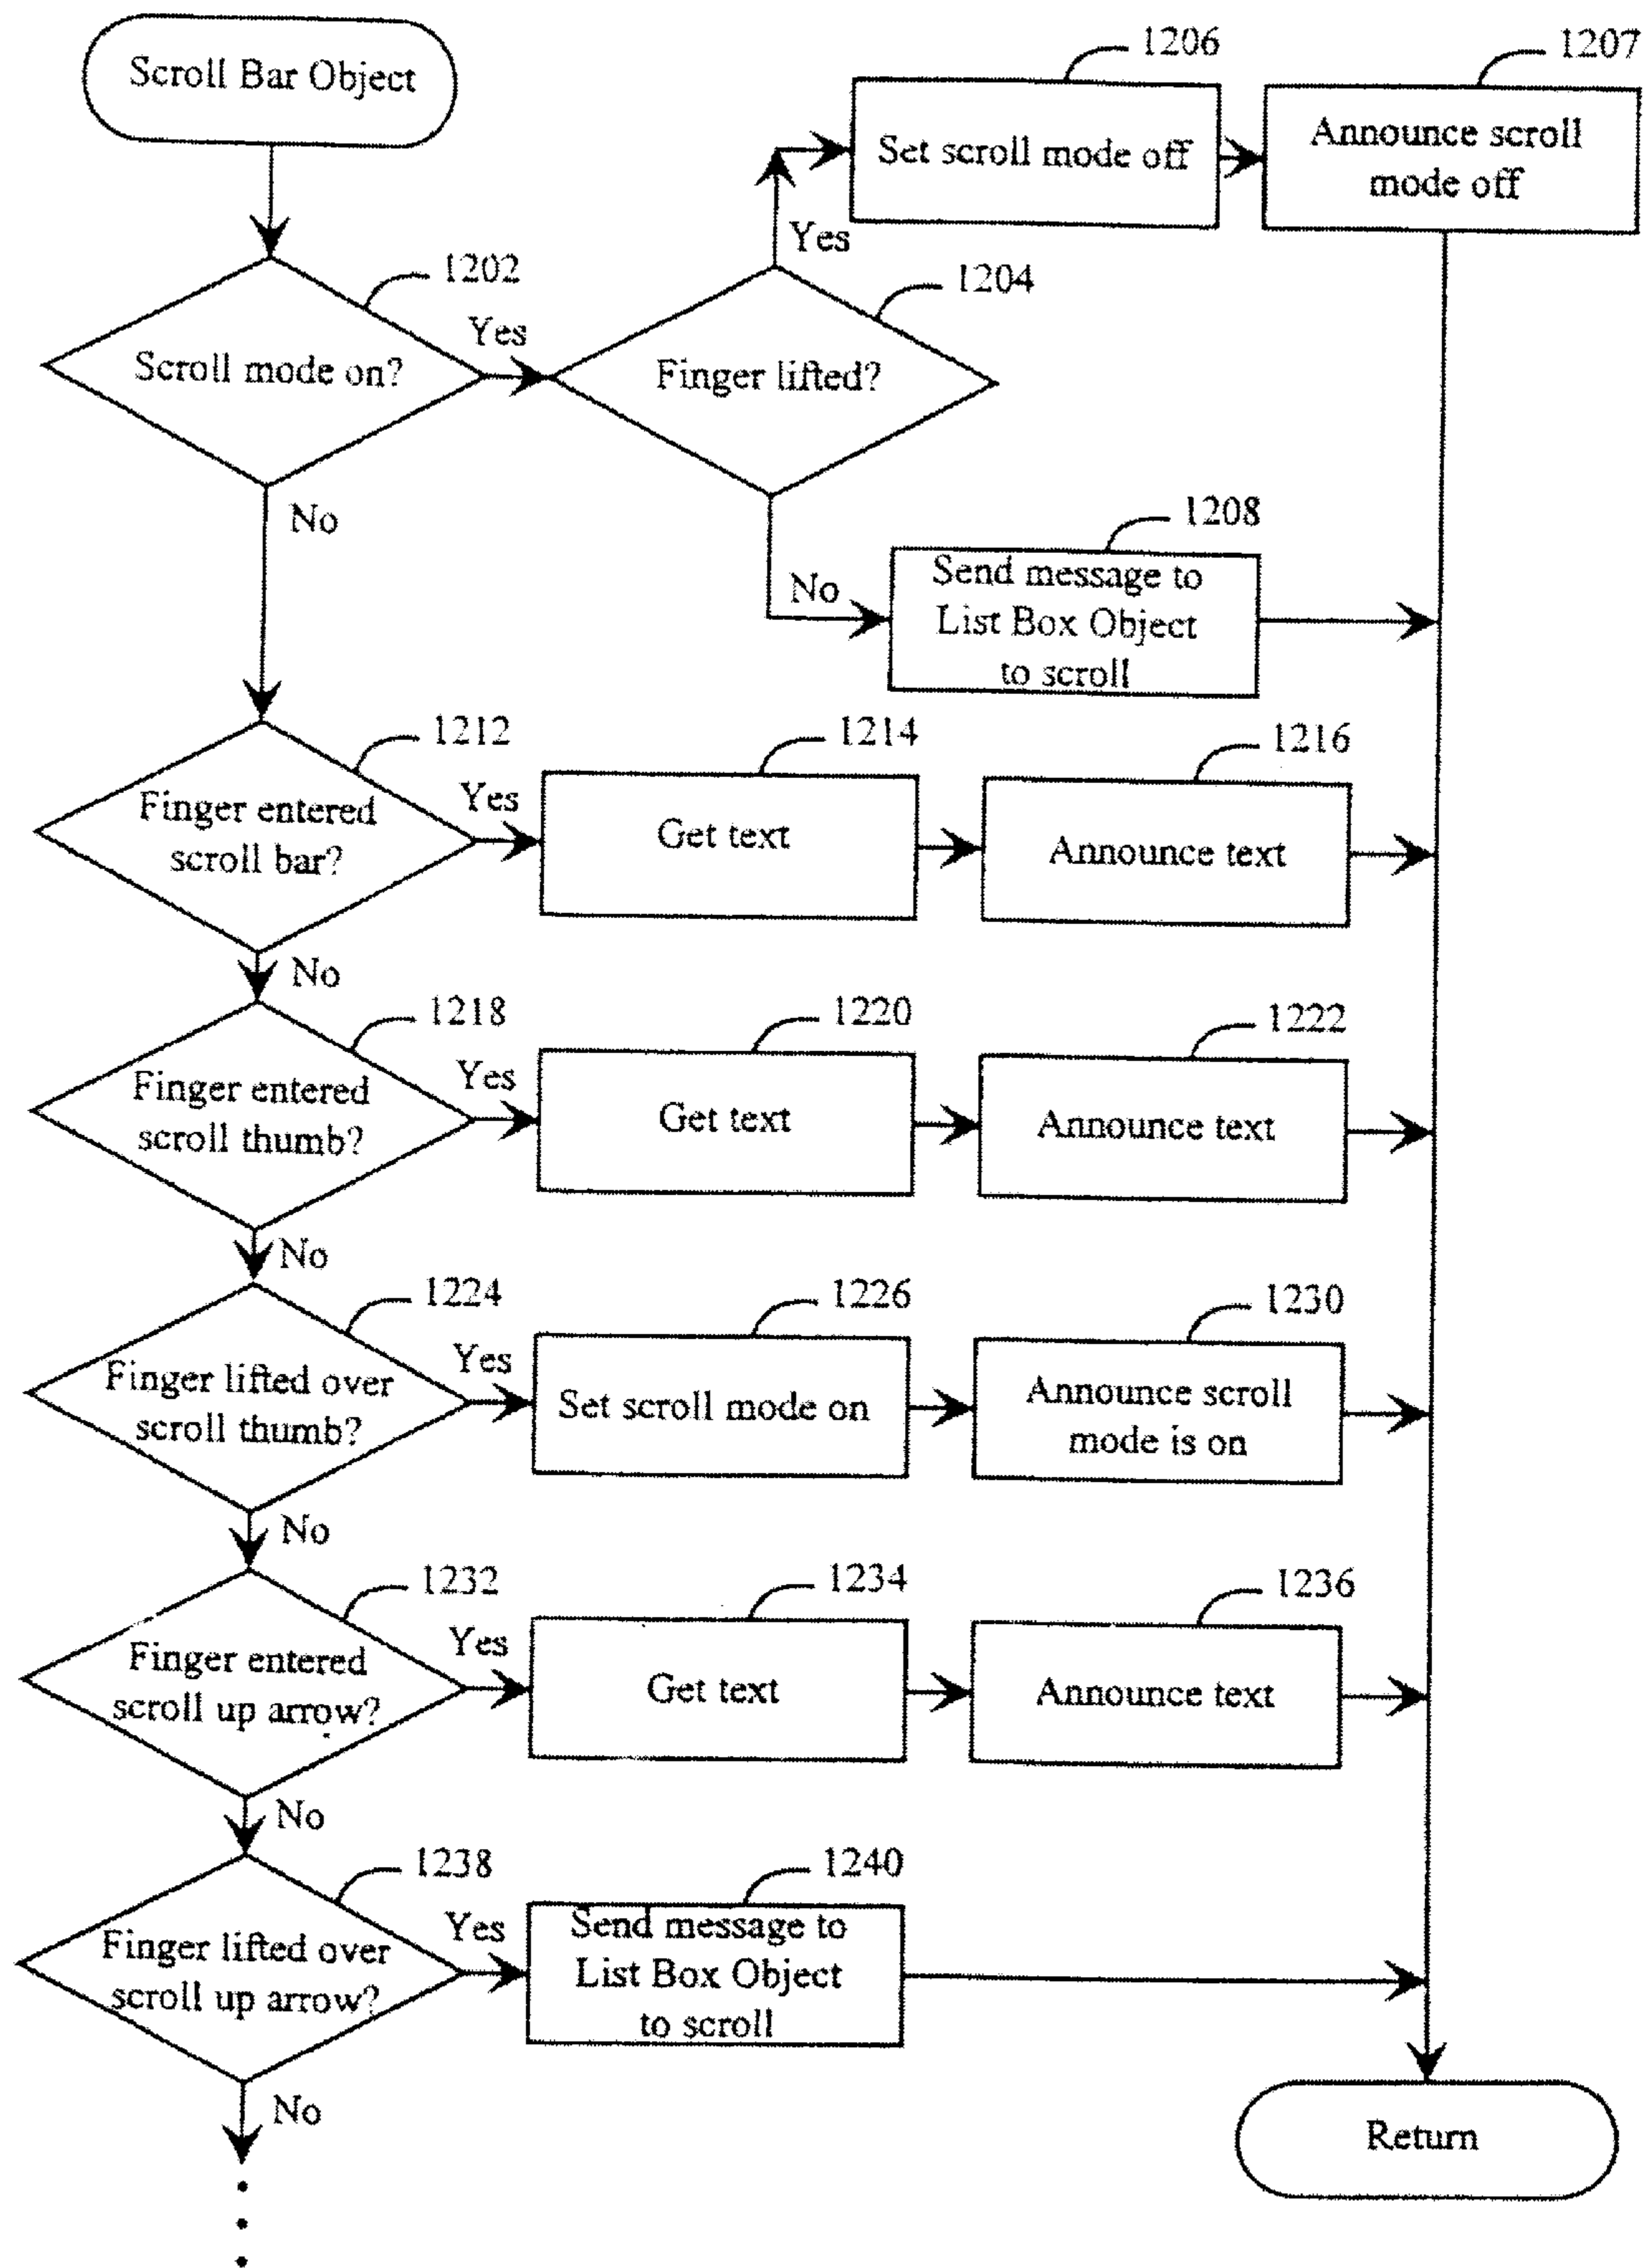 Scroll Bar Object
1206
1207
Set scroll mode off
Announce scroll
mode off
Yes
1202
1204
Scroll mode on?
Yes
Finger lifted?
No
1208
No
Send message to
List Box Object
to scroll
1212
1214
1216
Finger entered
scroll bar?
Yes
Get text
Announce text
No
1218
1220
1222
Finger entered
scroll thumb?
Yes
Get text
Announce text
No
1224
1226
1230
Finger lifted over
scroll thumb?
Yes
Set scroll mode on
Announce scroll
mode is on
No
1232
1234
1236
Finger entered
scroll up arrow?
Yes
Get text
Announce text
No
1238
1240
Finger lifted over
scroll up arrow?
Yes
Send message to
List Box Object
to scroll
No
Return